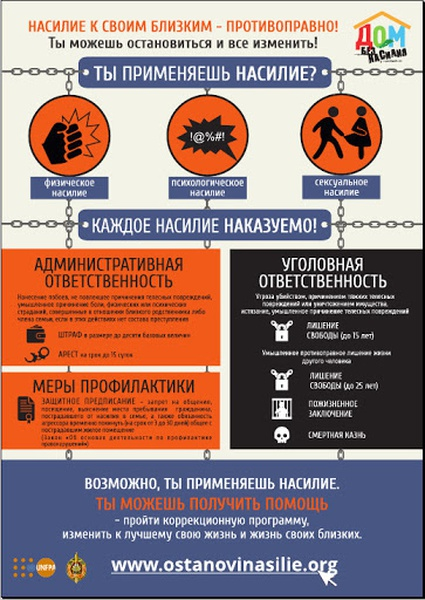 НАСИЛИЕ К СВОИМ БЛИЗКИМ - ПРОТИВОПРАВНО!
Ты можешь остановиться и все изменить!
ДОМ
БЕЗ
НАСИЛИЯ
ТЫ ПРИМЕНЯЕШЬ НАСИЛИЕ?
!@%#!
физическое
насилие
психологическое
насилие
сексуальное
насилие
КАЖДОЕ НАСИЛИЕ НАКАЗУЕМО!
АДМИНИСТРАТИВНАЯ
ОТВЕТСТВЕННОСТЬ
Нанесение побоев, не повлекшее причинения телесных повреждений,
умышленное причинение боли, физических или психических
страданий, совершенные в отношении близкого родственника либо
члена семьи, если в этих действиях нет состава преступления
ШТРАФ в размере до десяти базовых величин
АРЕСТ на срок до 15 суток
МЕРЫ ПРОФИЛАКТИКИ
ЗАЩИТНОЕ ПРЕДПИСАНИЕ - запрет на общение,
посещение, выяснение места пребывания гражданина,
пострадавшего от насилия в семье, а также обязанность
агрессора временно покинуть (на срок от 3 до 30 дней) общее с
пострадавшим жилое помещение
(Закон «Об основах деятельности по профилактике
правонарушений»)
УГОЛОВНАЯ
ОТВЕТСТВЕННОСТЬ
Угроза убийством, причинением тяжких телесных
повреждений или уничтожением имущества,
истязание, умышленное причинение телесных повреждений
ЛИШЕНИЕ
СВОБОДЫ (до 15 лет)
Умышленное противоправное лишение жизни
другого человека
ЛИШЕНИЕ
СВОБОДЫ (до 25 лет)
ПОЖИЗНЕННОЕ
ЗАКЛЮЧЕНИЕ
СМЕРТНАЯ КАЗНЬ
ВОЗМОЖНО, ТЫ ПРИМЕНЯЕШЬ НАСИЛИЕ.
ТЫ МОЖЕШЬ ПОЛУЧИТЬ ПОМОЩЬ
- пройти коррекционную программу,
изменить к лучшему свою жизнь и жизнь своих близких.
UNFPA
www.ostanovinasilie.org